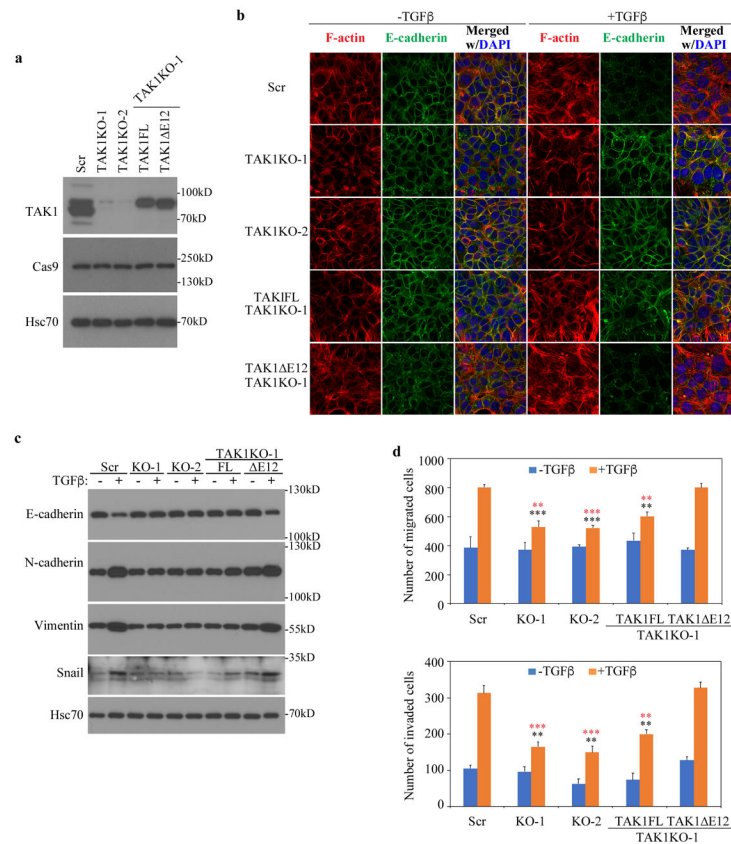 a
TAK1KO-1
Scr
TAK1KO-1
TAK1KO-2
TAK1FL
TAK1ΔE12
TAK1
-100kD
-70kD
Cas9
-250kD
-130kD
Hsc70
-70kD
b
-TGFβ
+TGFβ
F-actin E-cadherin Merged w/DAPI F-actin E-cadherin Merged w/DAPI
Scr
TAK1KO-1
TAK1KO-2
TAK1FL
TAK1KO-1
TAK1ΔE12
TAK1KO-1
c
TAK1KO-1
Scr KO-1 KO-2 FL ΔE12
TGFβ: - + - + - + - + - +
-130kD
E-cadherin
-100kD
-130kD
N-cadherin
-100kD
Vimentin
-55kD
-35kD
Snail
Hsc70
-70kD
d
Number of migrated cells
1000
800
600
400
200
0
-TGFβ +TGFβ
** *** **
*** *** **
Scr KO-1 KO-2 TAK1FL TAK1ΔE12
TAK1KO-1
Number of invaded cells
400
300
200
100
0
-TGFβ +TGFβ
*** *** **
** ** **
Scr KO-1 KO-2 TAK1FL TAK1ΔE12
TAK1KO-1